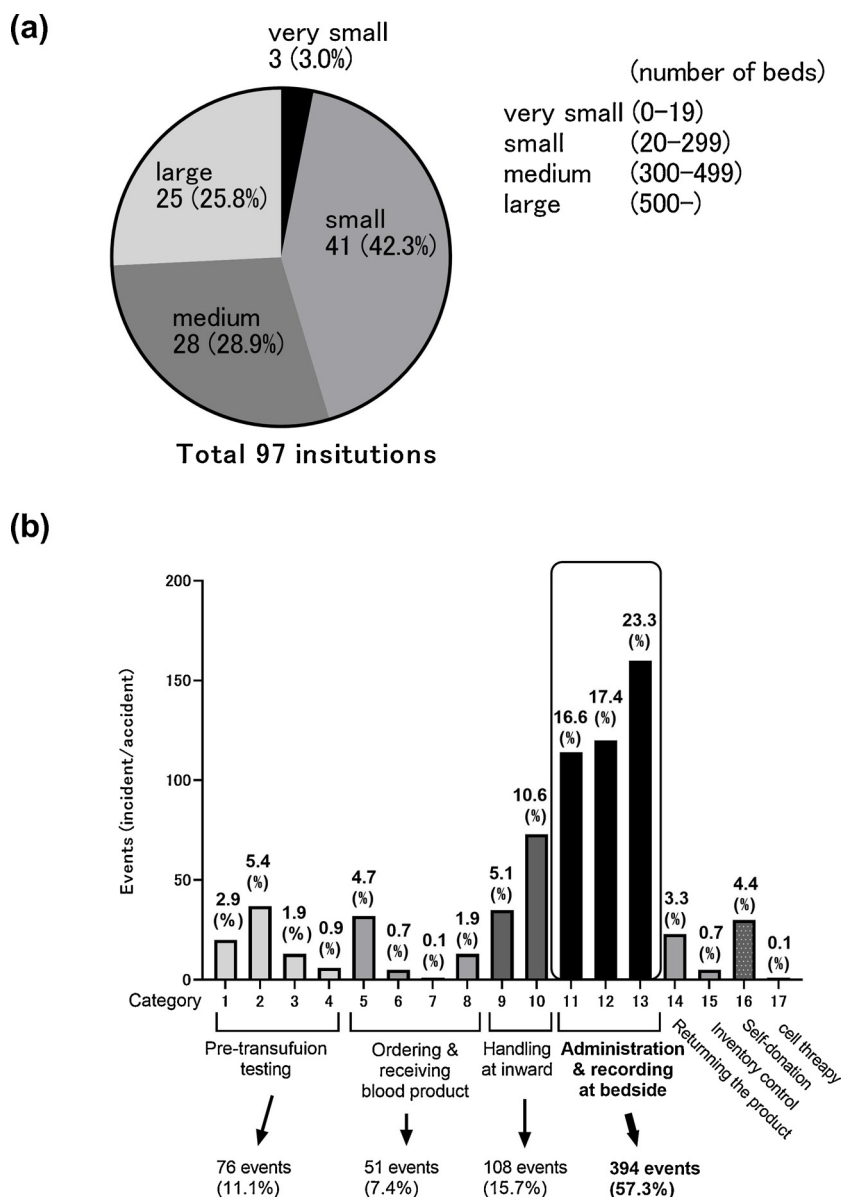 (a)
very small
3 (3.0%)
large
25 (25.8%)
small
41 (42.3%)
medium
28 (28.9%)
Total 97 insitutions
(number of beds)
very small (0-19)
small (20-299)
medium (300-499)
large (500-)
(b)
Events (incident/accident)
200
150
100
50
0
2.9
(%)
5.4
(%)
1.9
(%)
0.9
(%)
4.7
(%)
0.7
(%)
0.1
(%)
1.9
(%)
5.1
(%)
10.6
(%)
16.6
(%)
17.4
(%)
23.3
(%)
3.3
(%)
0.7
(%)
4.4
(%)
0.1
(%)
Category 1 2 3 4 5 6 7 8 9 10 11 12 13 14 15 16 17
Pre-transufuion
testing
Ordering &
receiving
blood product
Handling
at inward
Administration
& recording
at bedside
Returnning the product
Inventory control
Self-donation
cell threapy
76 events
(11.1%)
51 events
(7.4%)
108 events
(15.7%)
394 events
(57.3%)